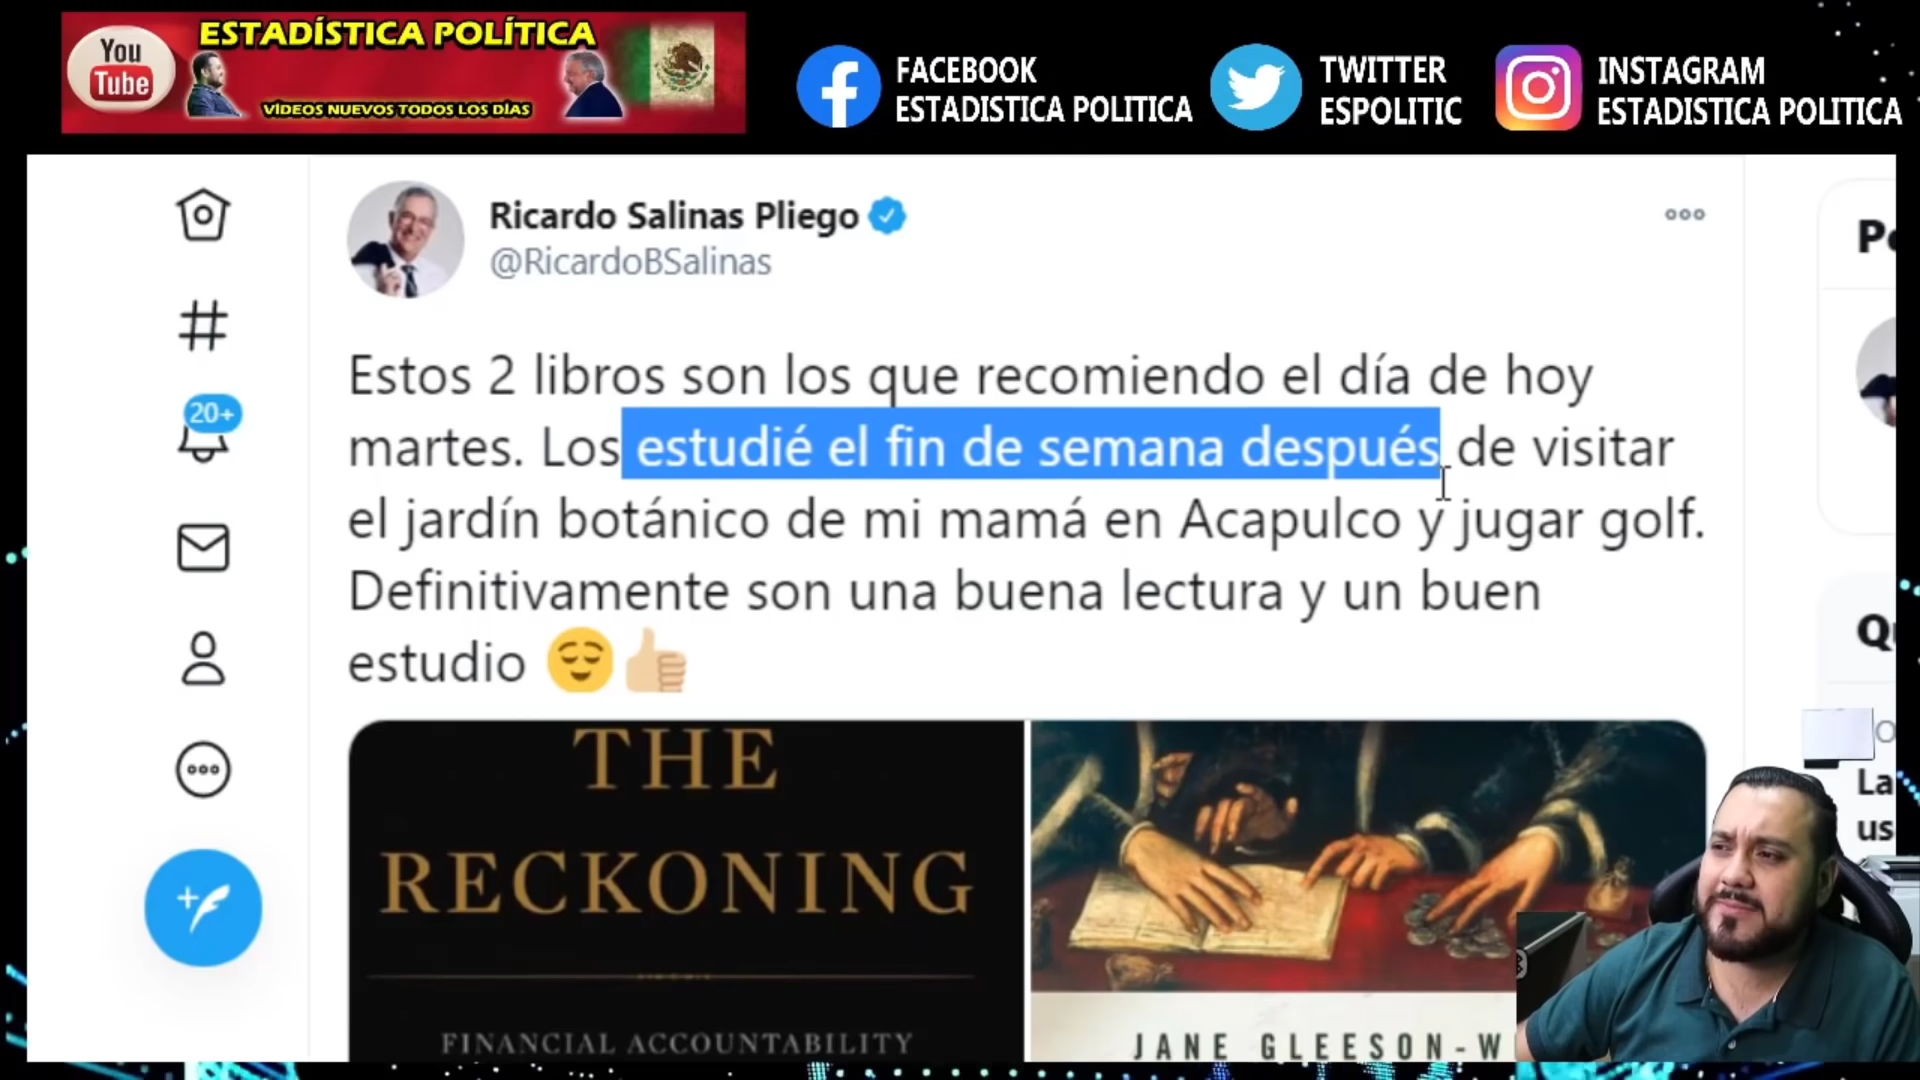 You
Tube
ESTADÍSTICA POLÍTICA
VÍDEOS NUEVOS TODOS LOS DÍAS
FACEBOOK
ESTADISTICA POLITICA
TWITTER
ESPOLITIC
INSTAGRAM
ESTADISTICA POLITICA
Ricardo Salinas Pliego
@RicardoBSalinas
20+
Estos 2 libros son los que recomiendo el día de hoy
martes. Los estudié el fin de semana después de visitar
el jardín botánico de mi mamá en Acapulco y jugar golf.
Definitivamente son una buena lectura y un buen
estudio 😌👍🏼
THE
RECKONING
FINANCIAL ACCOUNTABILITY
JANE GLEESON-W
La
us